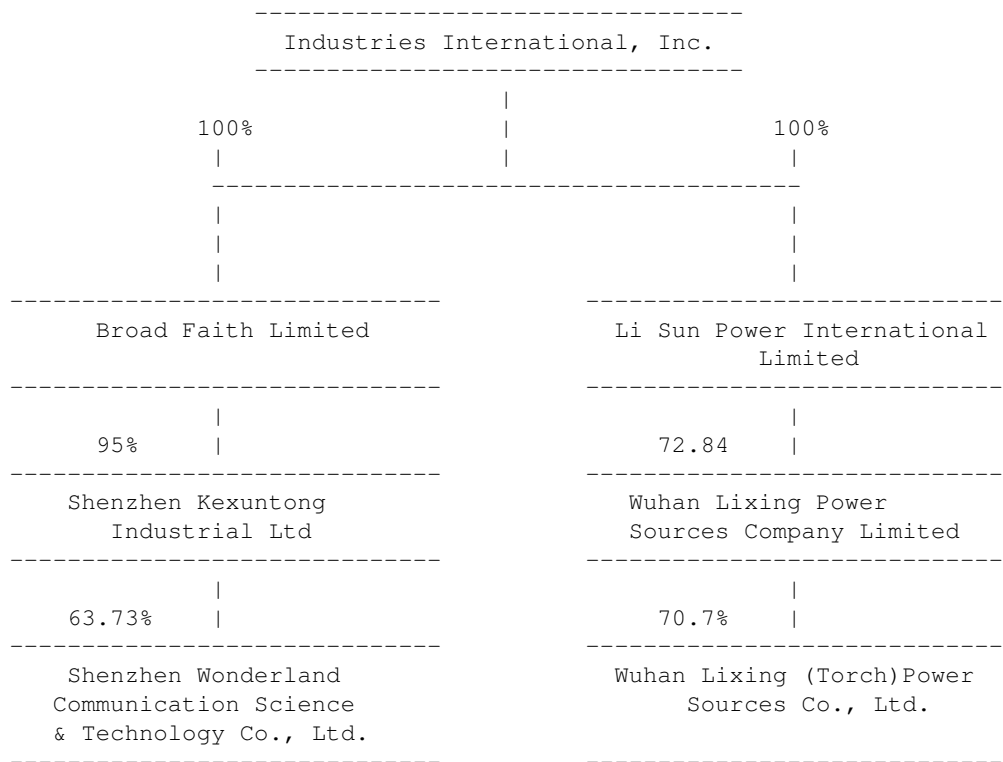 Industries International, Inc.
100% 100%
Broad Faith Limited Li Sun Power International
Limited
95% 72.84
Shenzhen Kexuntong Wuhan Lixing Power
Industrial Ltd Sources Company Limited
63.73% 70.7%
Shenzhen Wonderland Wuhan Lixing (Torch)Power
Communication Science Sources Co., Ltd.
& Technology Co., Ltd.